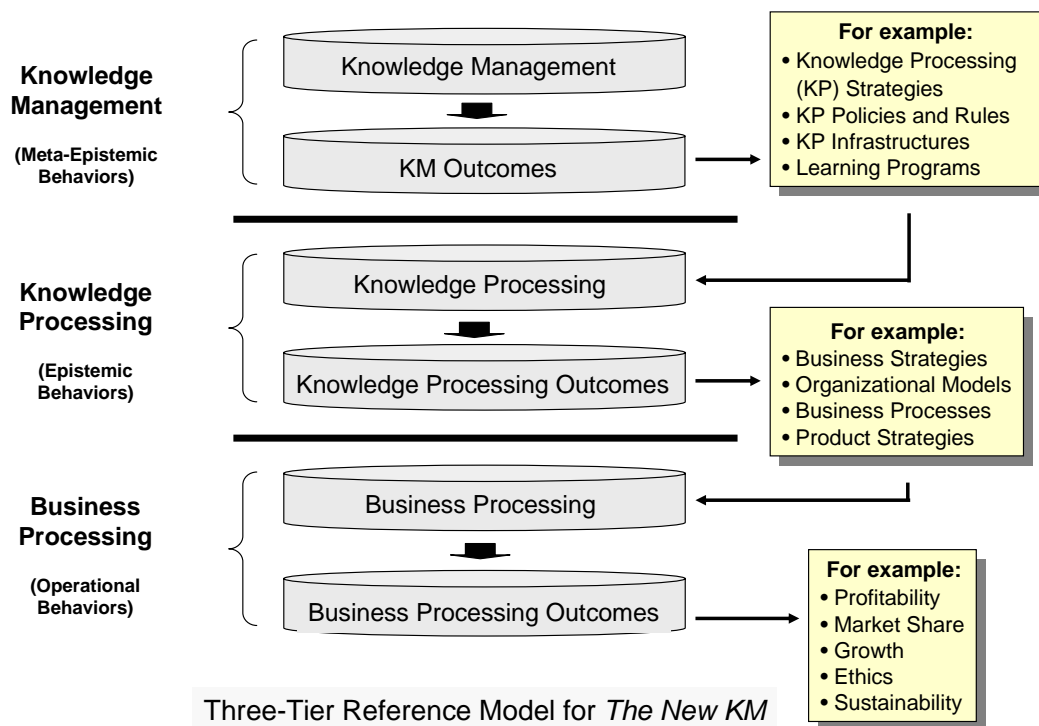 Knowledge
Management
(Meta-Epistemic
Behaviors)
Knowledge Management
KM Outcomes
For example:
• Knowledge Processing
(KP) Strategies
• KP Policies and Rules
• KP Infrastructures
• Learning Programs
Knowledge
Processing
(Epistemic
Behaviors)
Knowledge Processing
Knowledge Processing Outcomes
For example:
• Business Strategies
• Organizational Models
• Business Processes
• Product Strategies
Business
Processing
(Operational
Behaviors)
Business Processing
Business Processing Outcomes
For example:
• Profitability
• Market Share
• Growth
• Ethics
• Sustainability
Three-Tier Reference Model for The New KM